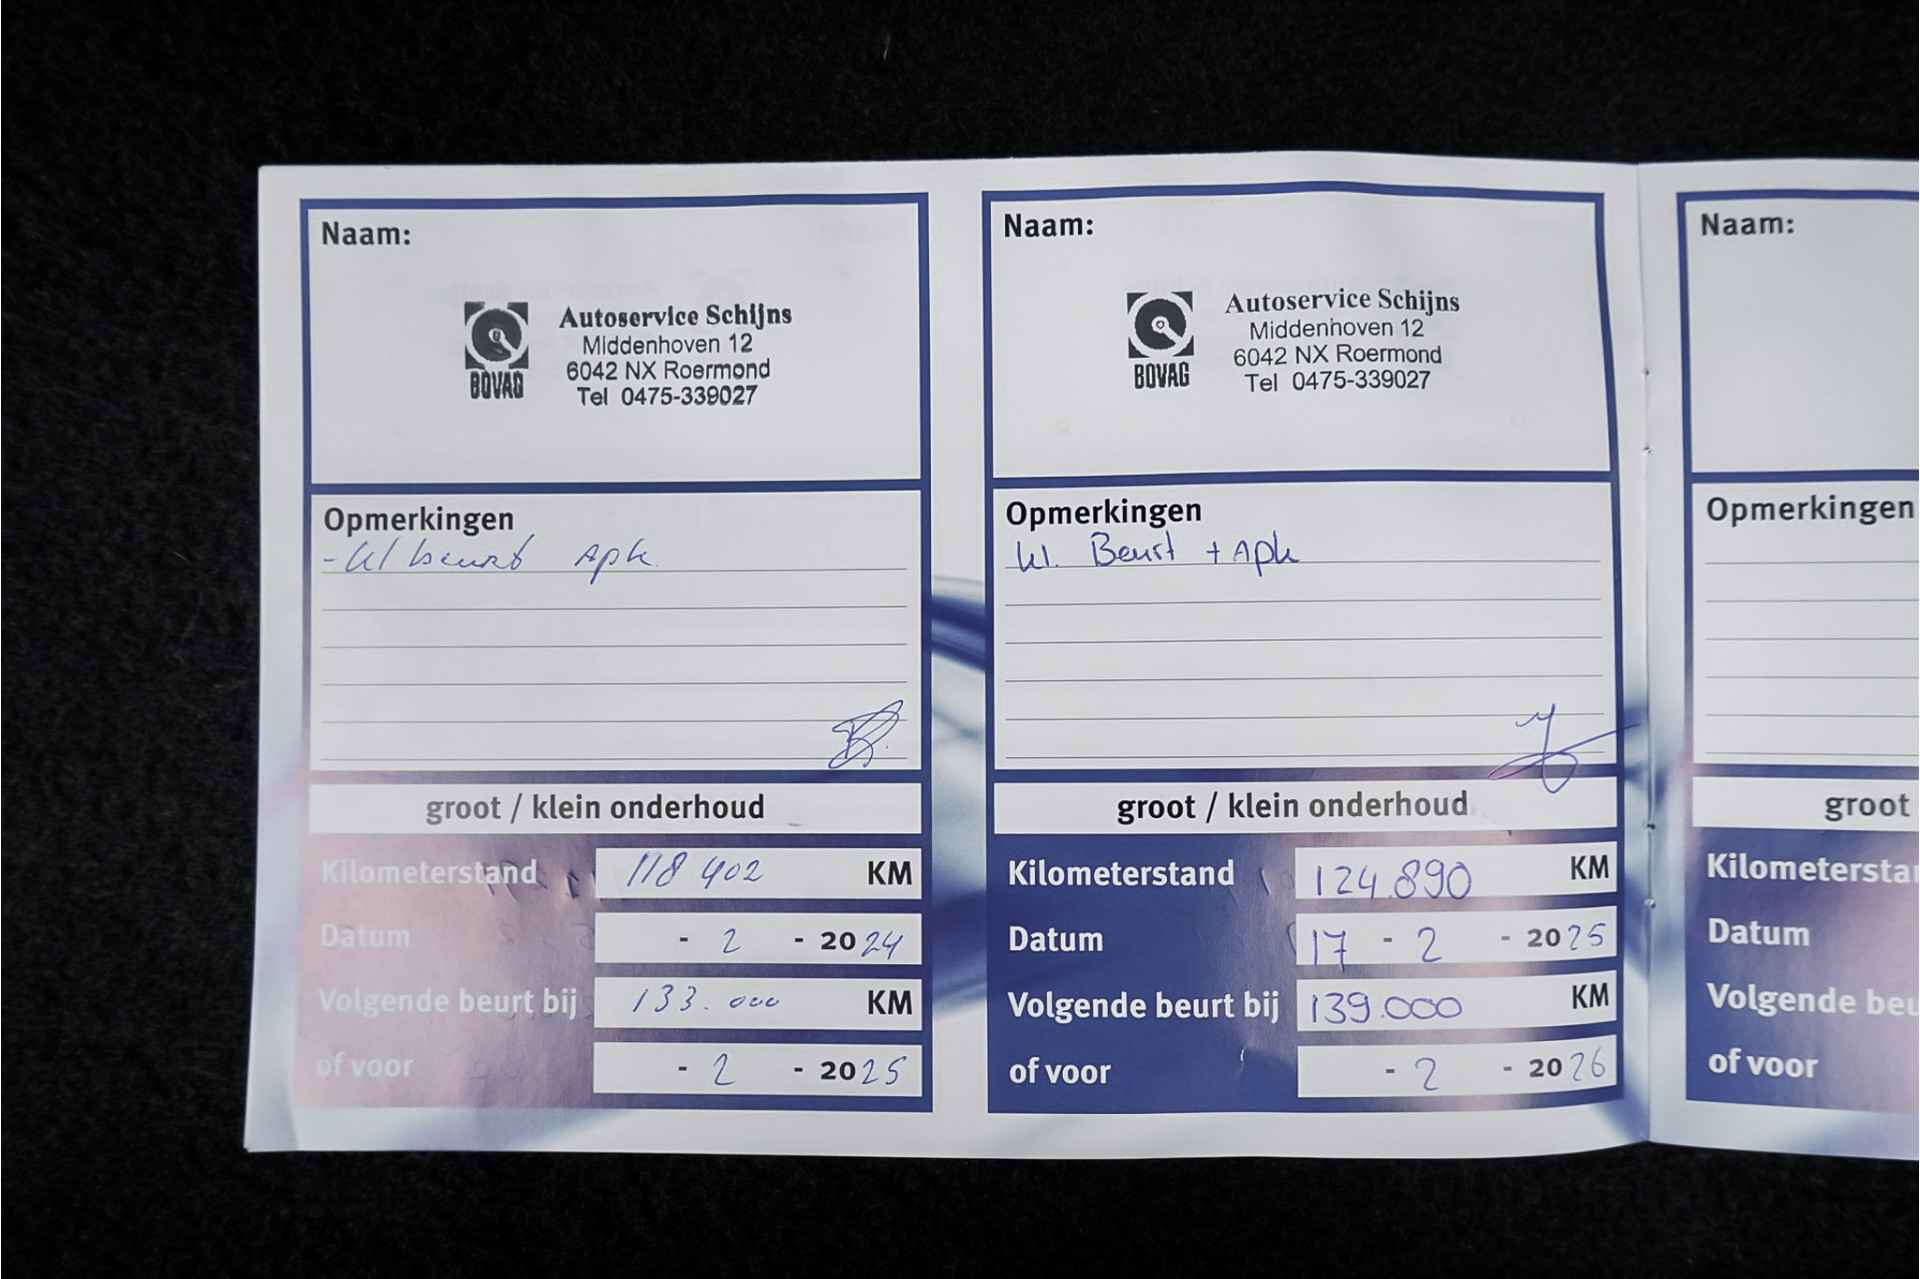 Naam:
BOVAG
Autoservice Schijns
Middenhoven 12
6042 NX Roermond
Tel 0475-339027
Opmerkingen
- Kl beurt Apk
groot / klein onderhoud
Kilometerstand 118 402 KM
Datum - 2 - 2024
Volgende beurt bij 133.000 KM
of voor - 2 - 2025
Naam:
BOVAG
Autoservice Schijns
Middenhoven 12
6042 NX Roermond
Tel 0475-339027
Opmerkingen
kl. Beurt + Apk
groot / klein onderhoud
Kilometerstand 124.890 KM
Datum 17 - 2 - 2025
Volgende beurt bij 139.000 KM
of voor - 2 - 2026
Naam:
Opmerkingen
groot
Kilometersta
Datum
Volgende beu
of voor